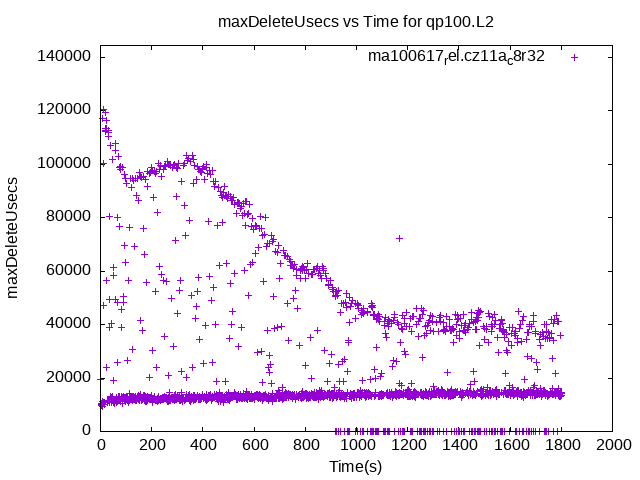 maxDeleteUsecs vs Time for qp100.L2
ma100617rel.cz11ac8r32
140000
120000
100000
80000
60000
40000
20000
0
maxDeleteUsecs
0 200 400 600 800 1000 1200 1400 1600 1800 2000
Time(s)